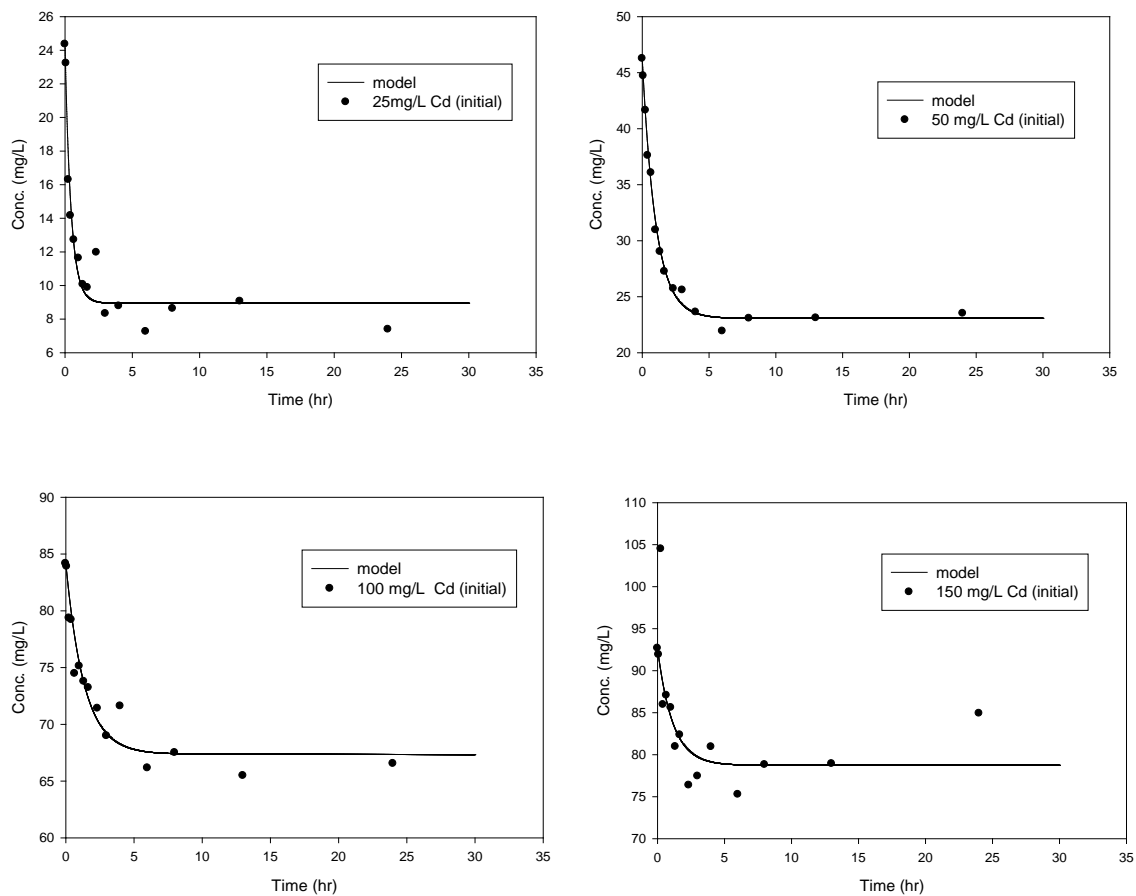 26
24
22
20
18
16
14
12
10
8
6
Conc. (mg/L)
model
25mg/L Cd (initial)
0 5 10 15 20 25 30 35
Time (hr)
50
45
40
35
30
25
20
Conc. (mg/L)
model
50 mg/L Cd (initial)
0 5 10 15 20 25 30 35
Time (hr)
90
85
80
75
70
65
60
Conc. (mg/L)
model
100 mg/L Cd (initial)
0 5 10 15 20 25 30 35
Time (hr)
110
105
100
95
90
85
80
75
70
Conc. (mg/L)
model
150 mg/L Cd (initial)
0 5 10 15 20 25 30 35
Time (hr)